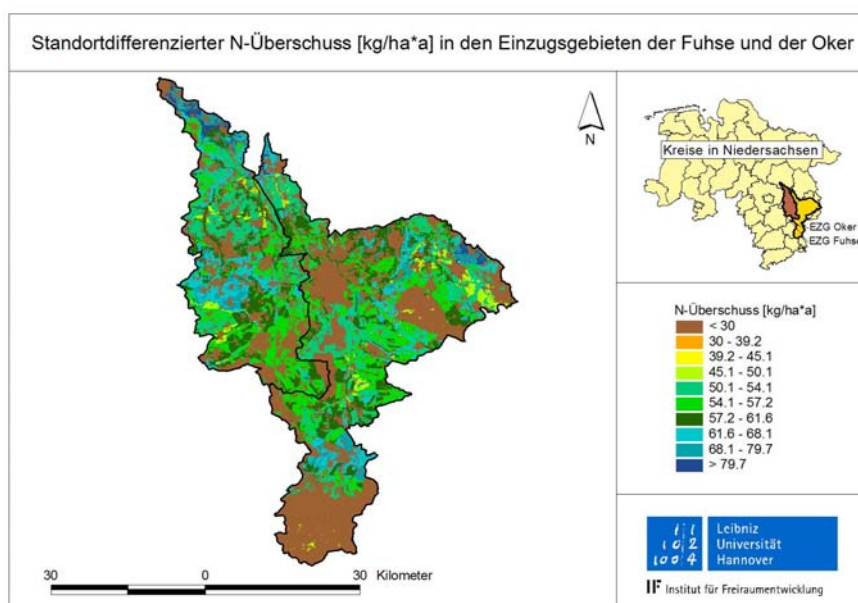 Standortdifferenzierter N-Überschuss [kg/ha*a] in den Einzugsgebieten der Fuhse und der Oker
N
Kreise in Niedersachsen
EZG Oker
EZG Fuhse
N-Überschuss [kg/ha*a]
< 30
30 - 39.2
39.2 - 45.1
45.1 - 50.1
50.1 - 54.1
54.1 - 57.2
57.2 - 61.6
61.6 - 68.1
68.1 - 79.7
> 79.7
30 0 30 Kilometer
Leibniz
Universität
Hannover
IF Institut für Freiraumentwicklung